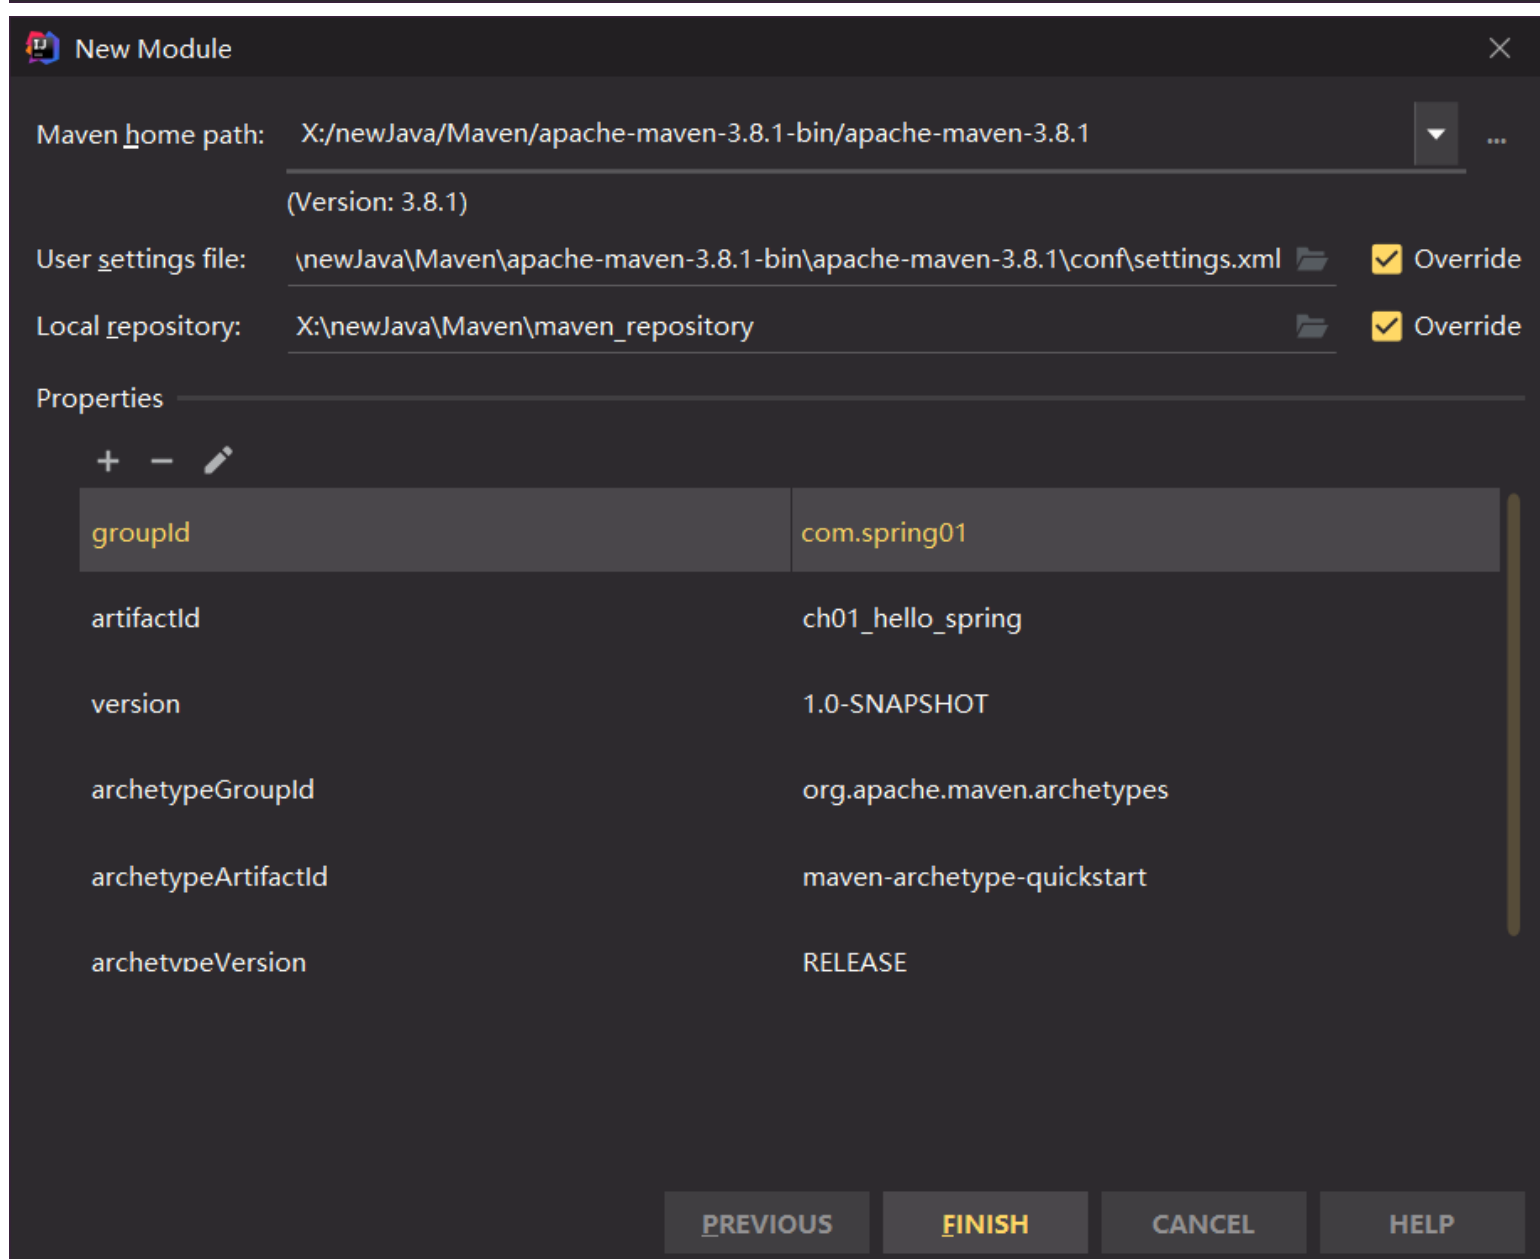 New Module
Maven home path: X:/newJava/Maven/apache-maven-3.8.1-bin/apache-maven-3.8.1 ...
(Version: 3.8.1)
User settings file: \newJava\Maven\apache-maven-3.8.1-bin\apache-maven-3.8.1\conf\settings.xml Override
Local repository: X:\newJava\Maven\maven_repository Override
Properties
groupId com.spring01
artifactId ch01_hello_spring
version 1.0-SNAPSHOT
archetypeGroupId org.apache.maven.archetypes
archetypeArtifactId maven-archetype-quickstart
archetypeVersion RELEASE
PREVIOUS FINISH CANCEL HELP